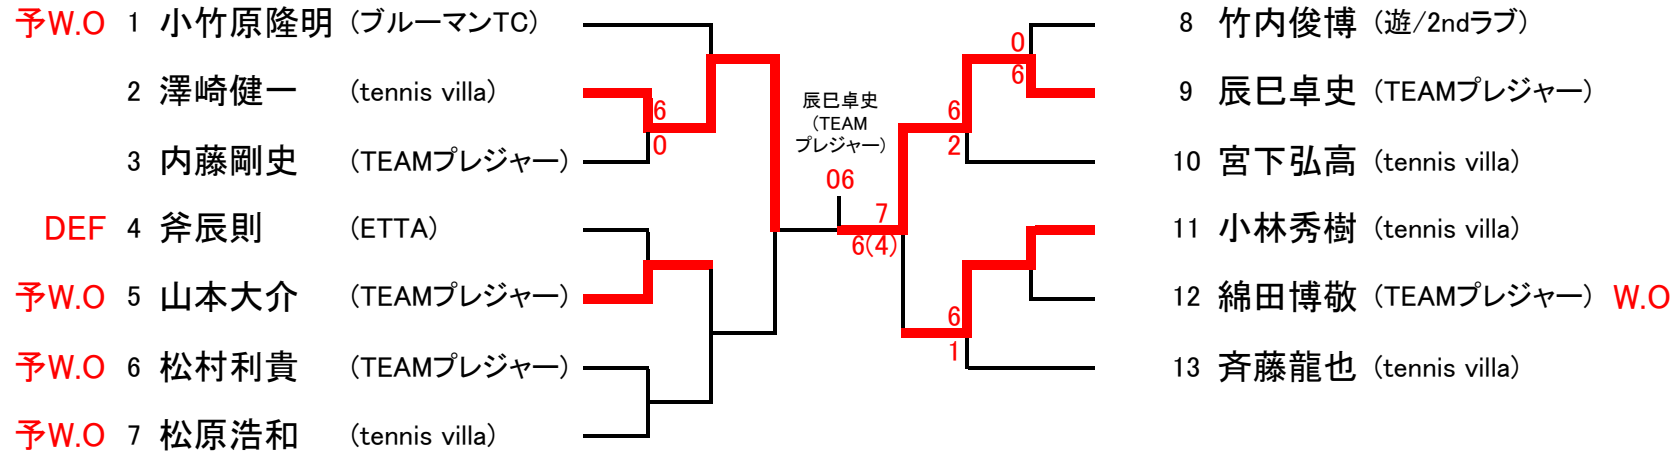 予W.O 1 小竹原隆明 (ブルーマンTC)
2 澤崎健一 (tennis villa)
3 内藤剛史 (TEAMプレジャー)
DEF 4 斧辰則 (ETTA)
予W.O 5 山本大介 (TEAMプレジャー)
予W.O 6 松村利貴 (TEAMプレジャー)
予W.O 7 松原浩和 (tennis villa)
6
0
辰巳卓史
(TEAM
プレジャー)
06
7
6(4)
0
6
6
2
6
1
8 竹内俊博 (遊/2ndラブ)
9 辰巳卓史 (TEAMプレジャー)
10 宮下弘高 (tennis villa)
11 小林秀樹 (tennis villa)
12 綿田博敬 (TEAMプレジャー) W.O
13 斉藤龍也 (tennis villa)